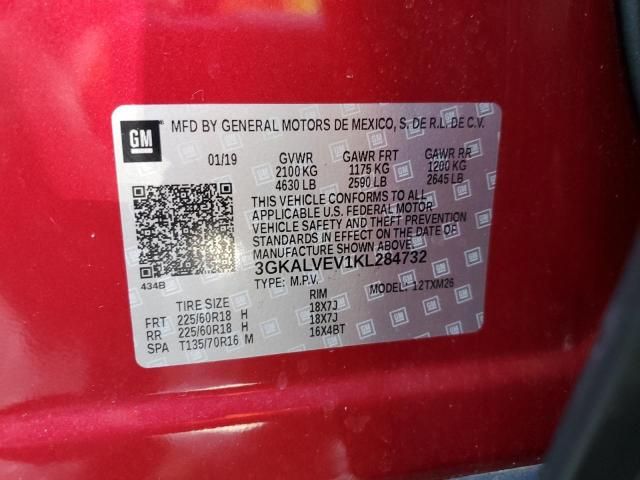 GM MFD BY GENERAL MOTORS DE MEXICO, S. DE R.L. DE C.V.
01/19 GVWR GAWR FRT GAWR RR
2100 KG 1175 KG 1200 KG
4630 LB 2590 LB 2645 LB
THIS VEHICLE CONFORMS TO ALL
APPLICABLE U.S. FEDERAL MOTOR
VEHICLE SAFETY AND THEFT PREVENTION
STANDARDS IN EFFECT ON THE DATE OF
MANUFACTURE SHOWN ABOVE.
434B 3GKALVEV1KL284732
TYPE: M.P.V. MODEL: 12TXM26
TIRE SIZE RIM
FRT 225/60R18 H 18X7J
RR 225/60R18 H 18X7J
SPA T135/70R16 M 16X4BT